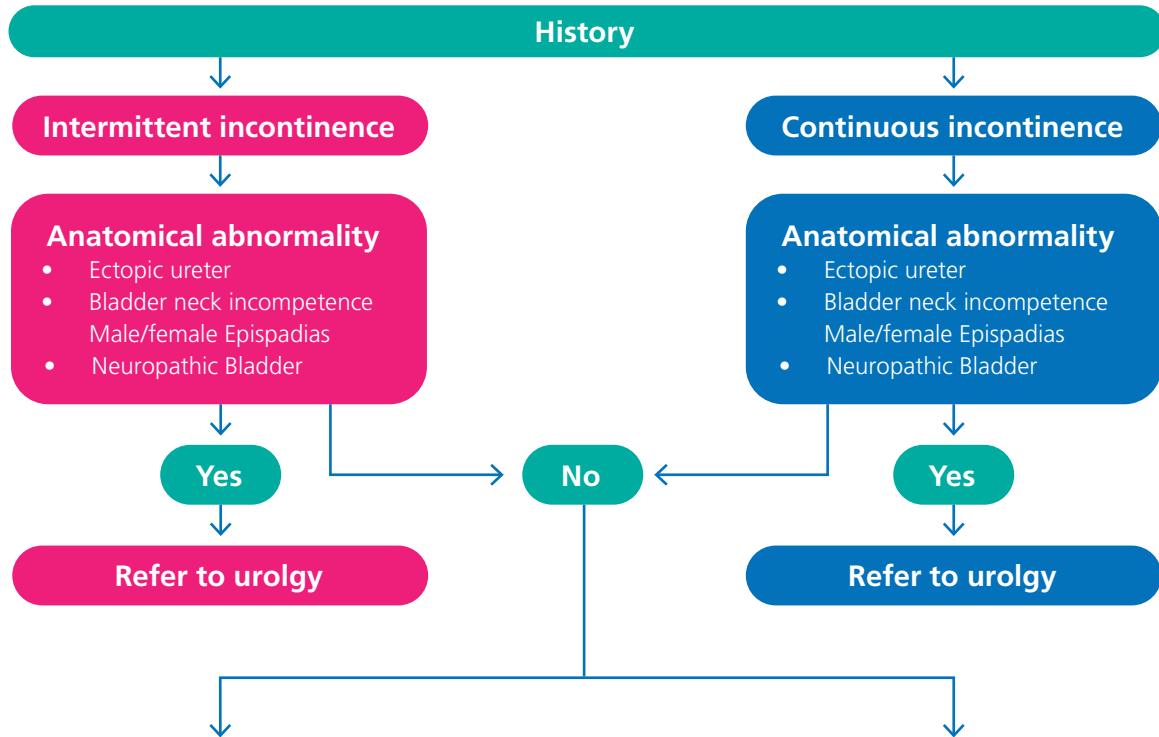 History
Intermittent incontinence
Continuous incontinence
Anatomical abnormality
• Ectopic ureter
• Bladder neck incompetence
Male/female Epispadias
• Neuropathic Bladder
Anatomical abnormality
• Ectopic ureter
• Bladder neck incompetence
Male/female Epispadias
• Neuropathic Bladder
Yes
No
Yes
Refer to urolgy
Refer to urolgy